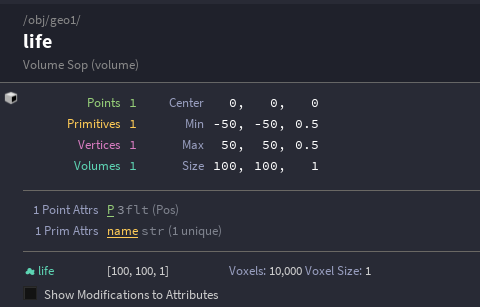 /obj/geo1/
life
Volume Sop (volume)
Points 1 Center 0, 0, 0
Primitives 1 Min -50, -50, 0.5
Vertices 1 Max 50, 50, 0.5
Volumes 1 Size 100, 100, 1
1 Point Attrs P 3flt (Pos)
1 Prim Attrs name str (1 unique)
life [100, 100, 1] Voxels: 10,000 Voxel Size: 1
Show Modifications to Attributes